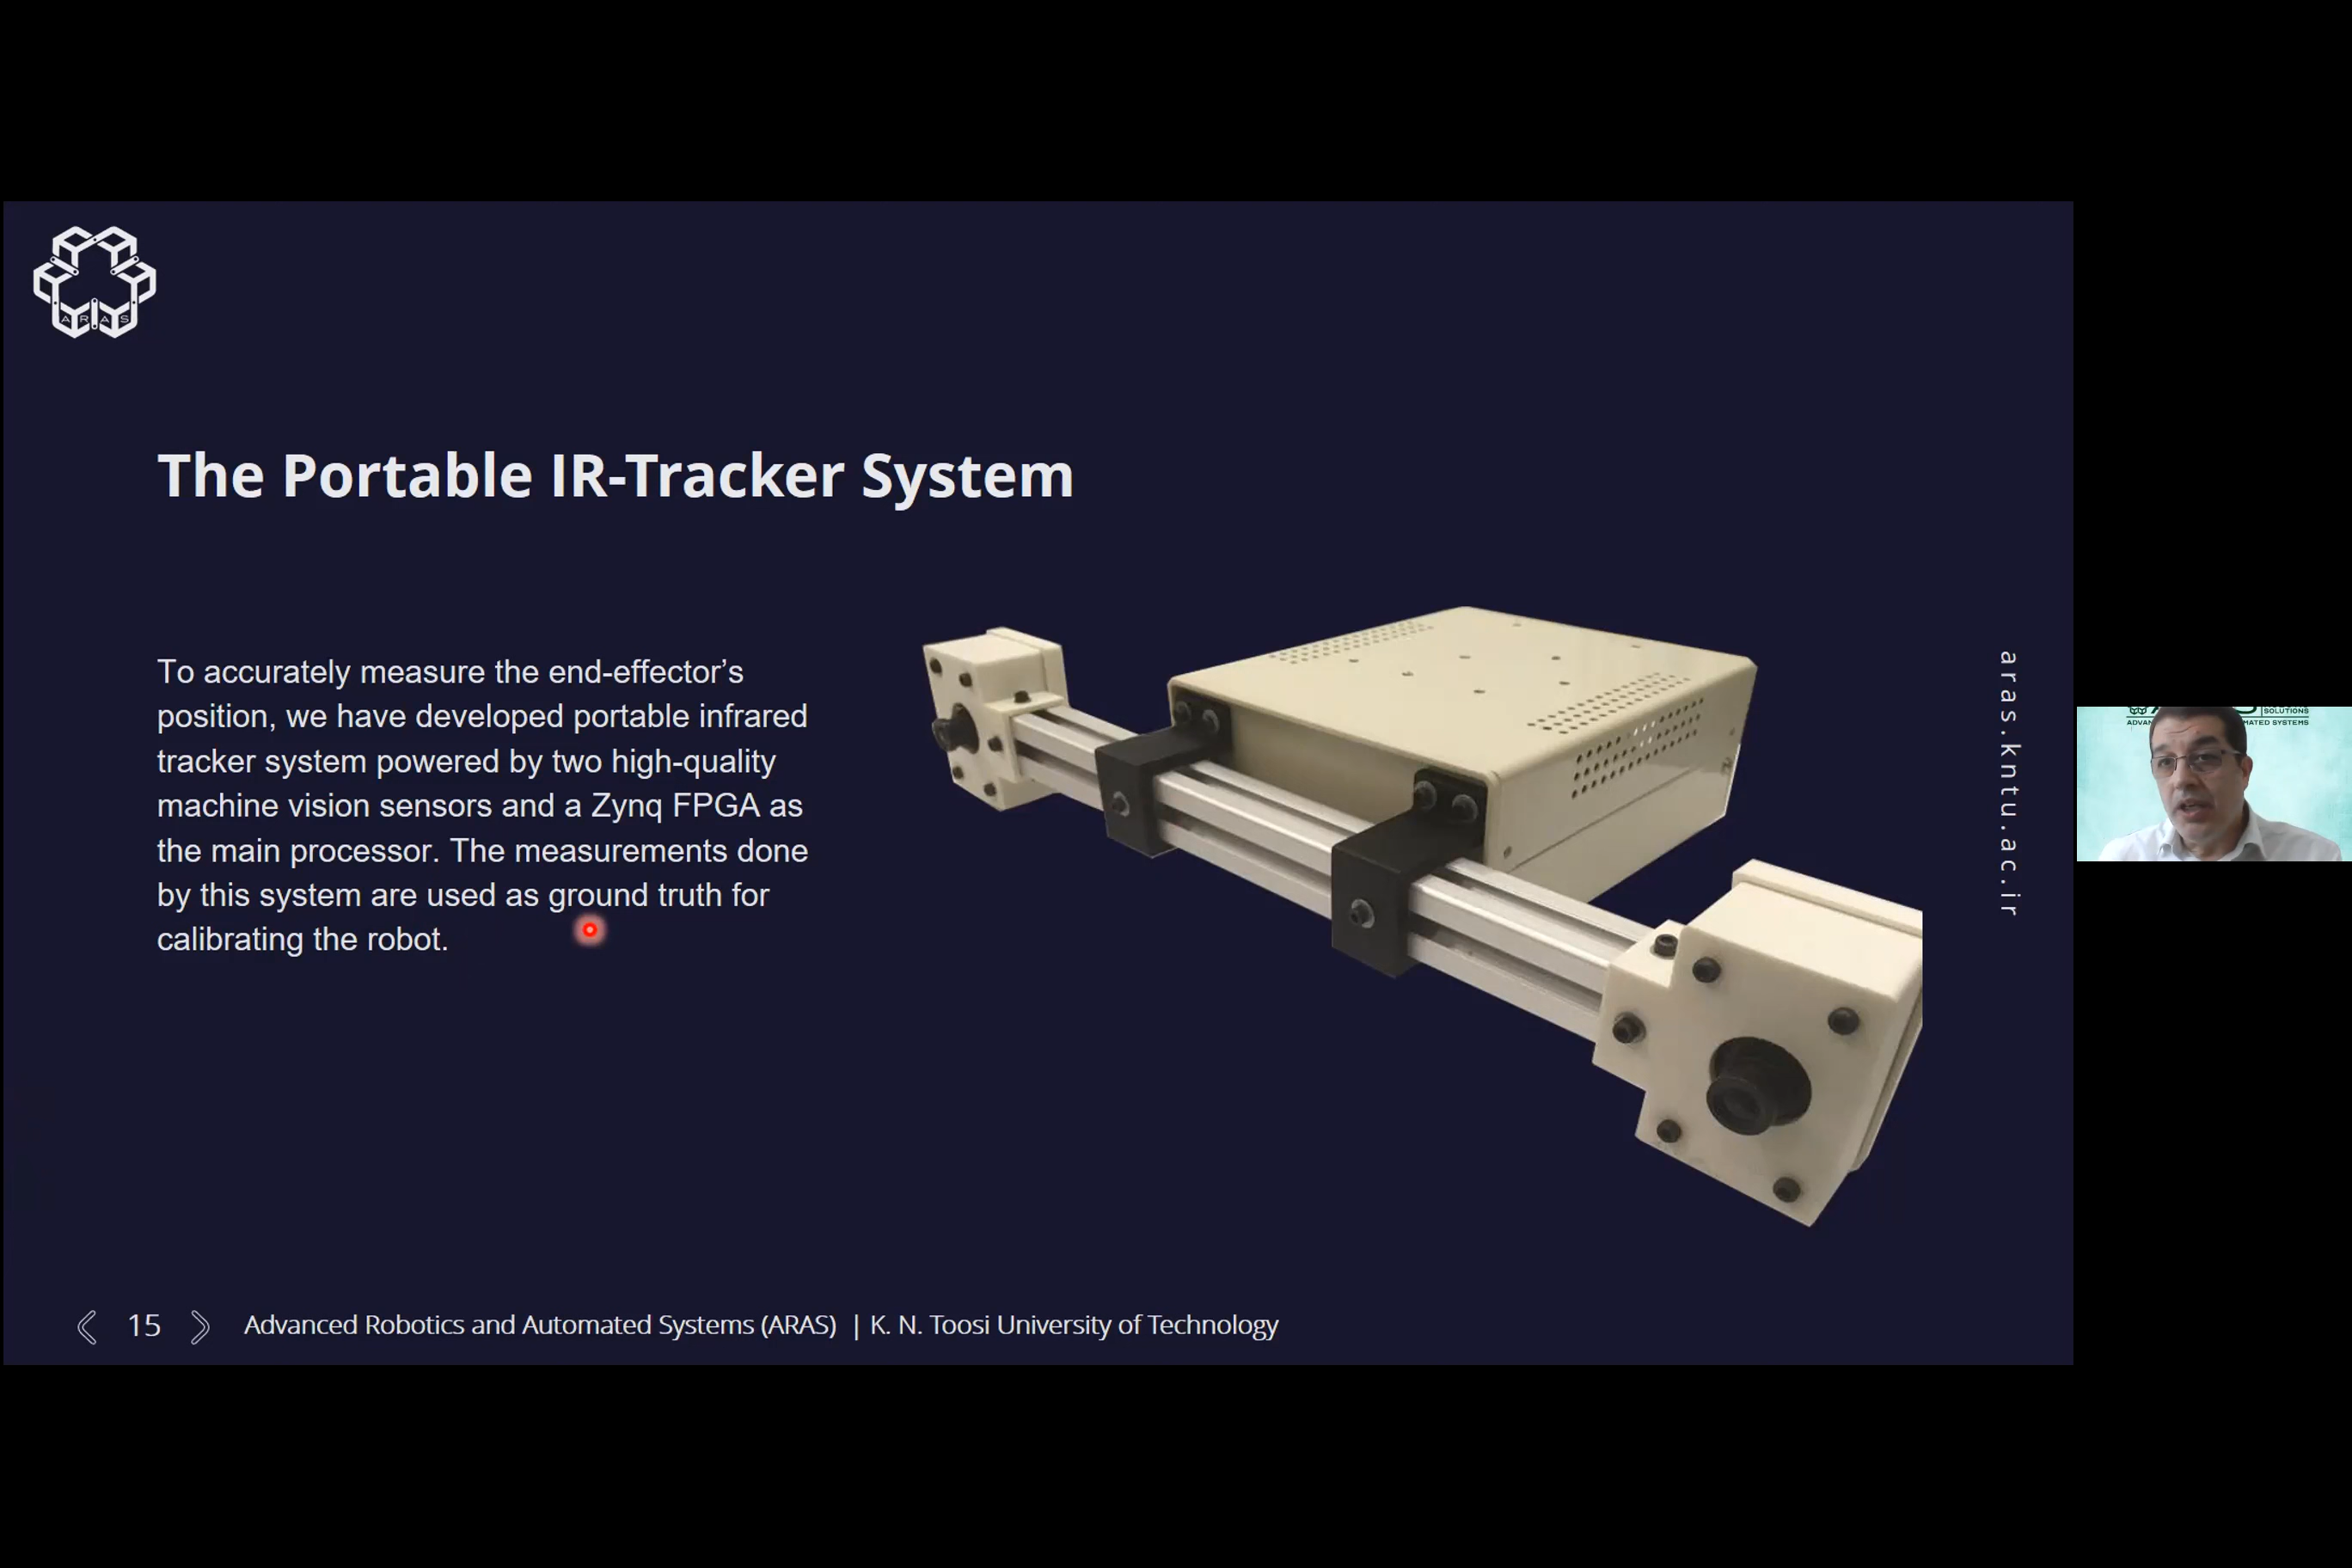 ARAS
The Portable IR-Tracker System
To accurately measure the end-effector’s
position, we have developed portable infrared
tracker system powered by two high-quality
machine vision sensors and a Zynq FPGA as
the main processor. The measurements done
by this system are used as ground truth for
calibrating the robot.
aras.kntu.ac.ir
SOLUTIONS
15
Advanced Robotics and Automated Systems (ARAS) | K. N. Toosi University of Technology